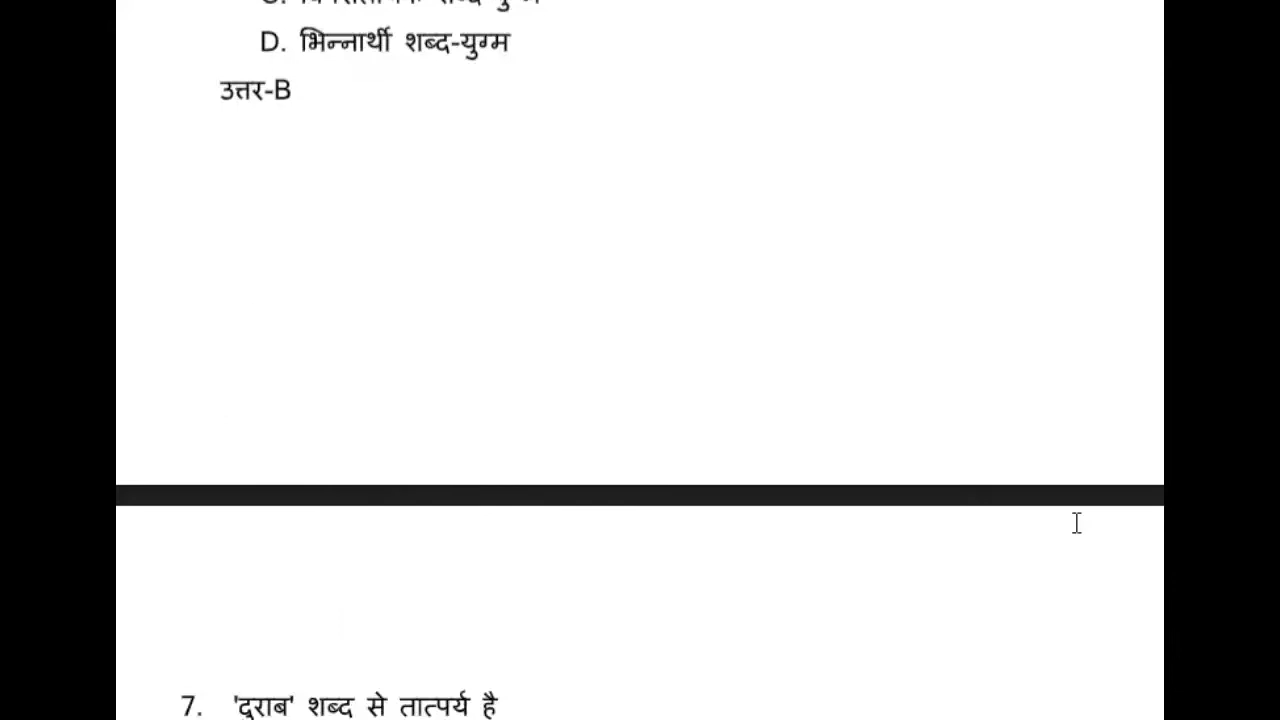 D. भिन्नार्थी शब्द-युग्म
उत्तर-B
7. 'दुराब' शब्द से तात्पर्य है